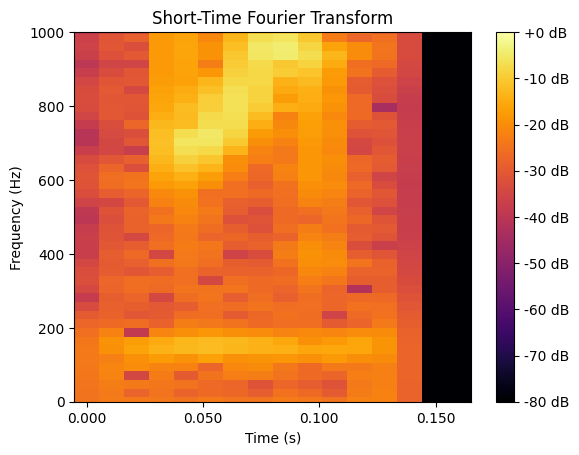 Short-Time Fourier Transform
1000
800
600
400
200
0
Frequency (Hz)
0.000
0.050
0.100
0.150
Time (s)
+0 dB
-10 dB
-20 dB
-30 dB
-40 dB
-50 dB
-60 dB
-70 dB
-80 dB